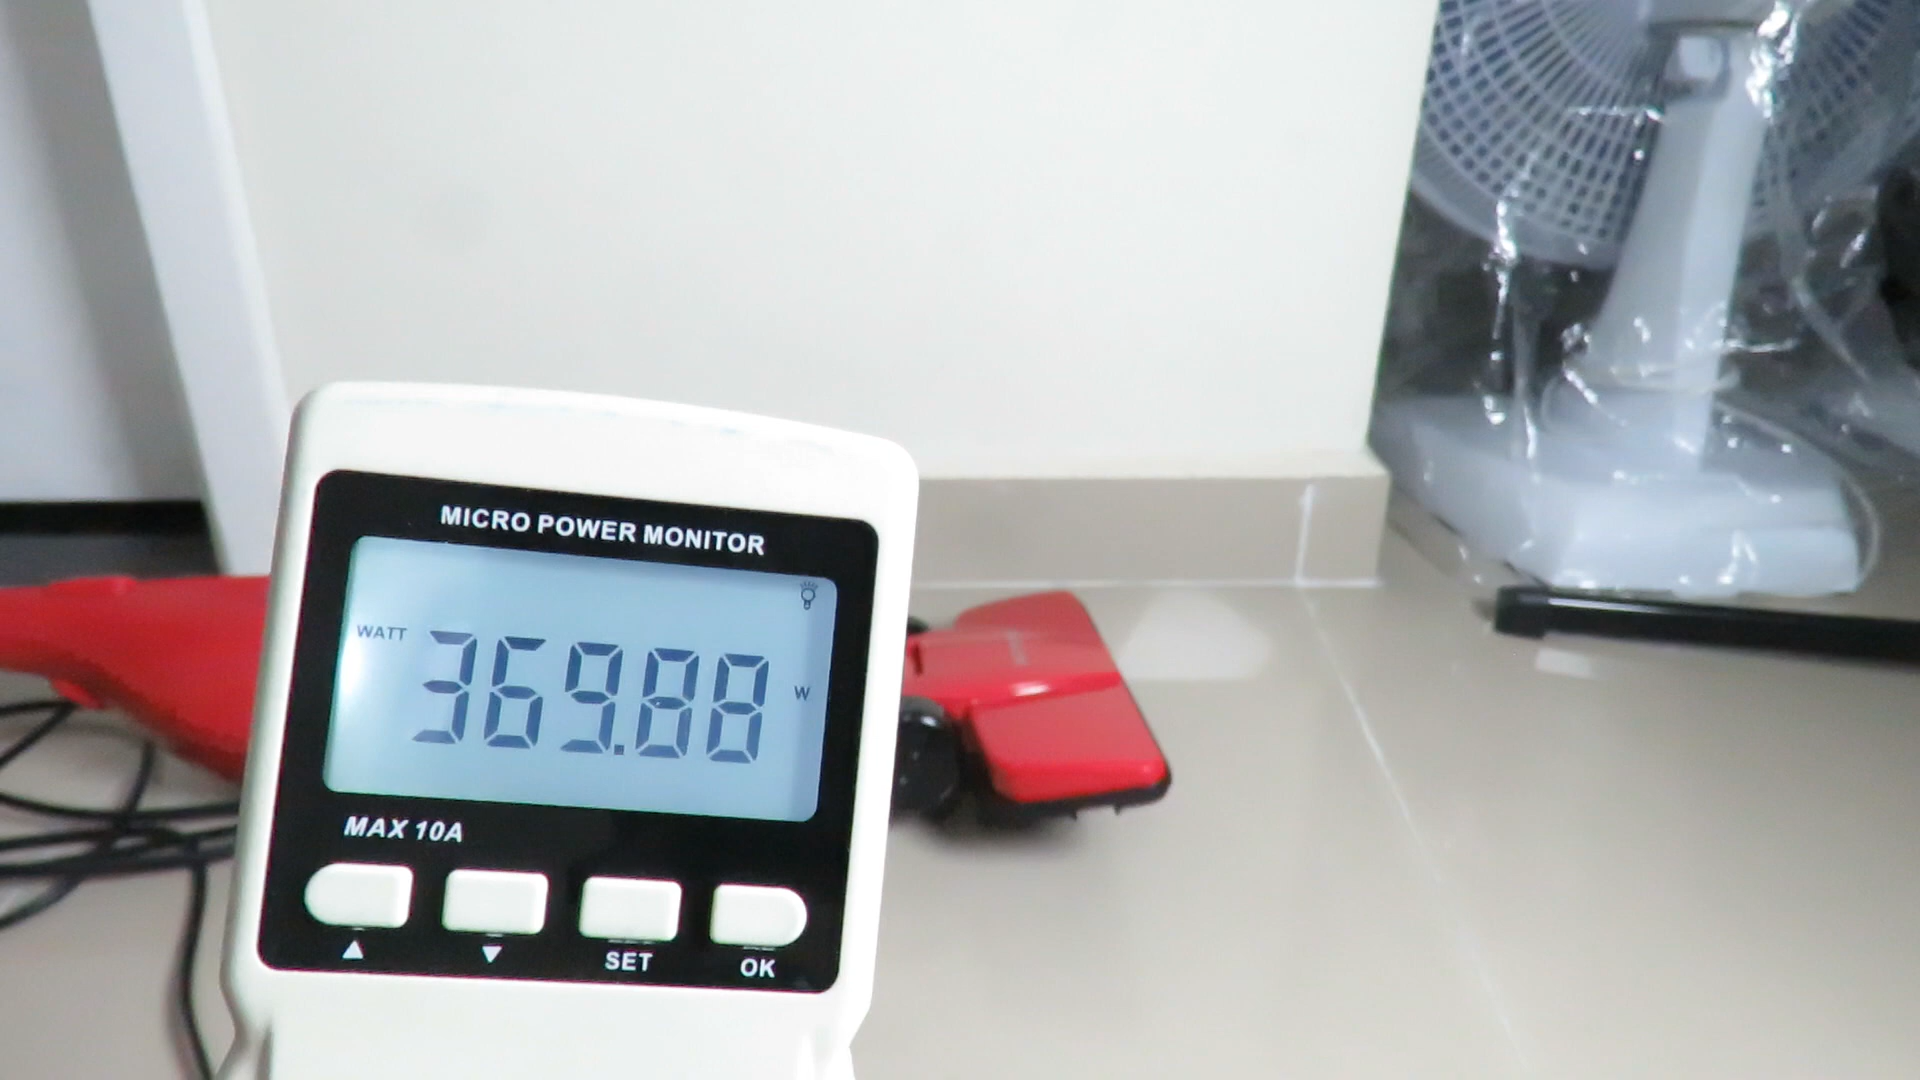 MICRO POWER MONITOR
WATT 369.88 W
MAX 10A
▲ ▼ SET OK